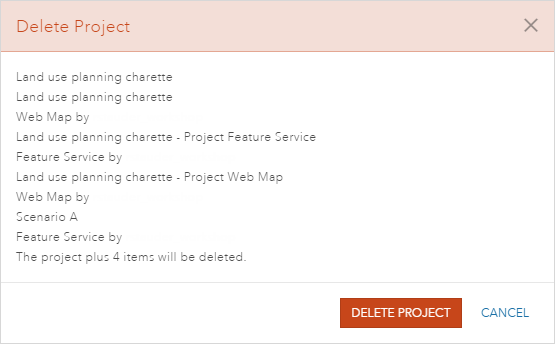 Delete Project
Land use planning charette
Land use planning charette
Web Map by
Land use planning charette - Project Feature Service
Feature Service by
Land use planning charette - Project Web Map
Web Map by
Scenario A
Feature Service by
The project plus 4 items will be deleted.
DELETE PROJECT CANCEL